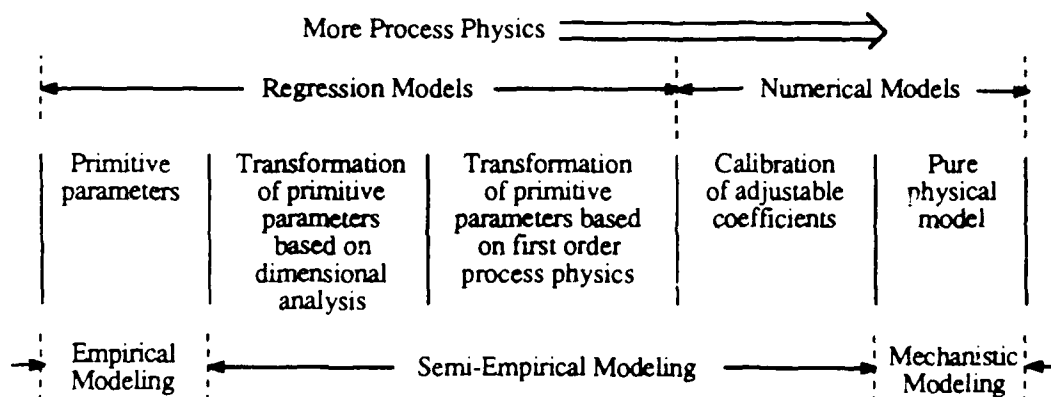 More Process Physics
Regression Models
Numerical Models
Primitive
parameters
Transformation
of primitive
parameters
based on
dimensional
analysis
Transformation
of primitive
parameters based
on first order
process physics
Calibration
of adjustable
coefficients
Pure
physical
model
Empirical
Modeling
Semi-Empirical Modeling
Mechanistic
Modeling